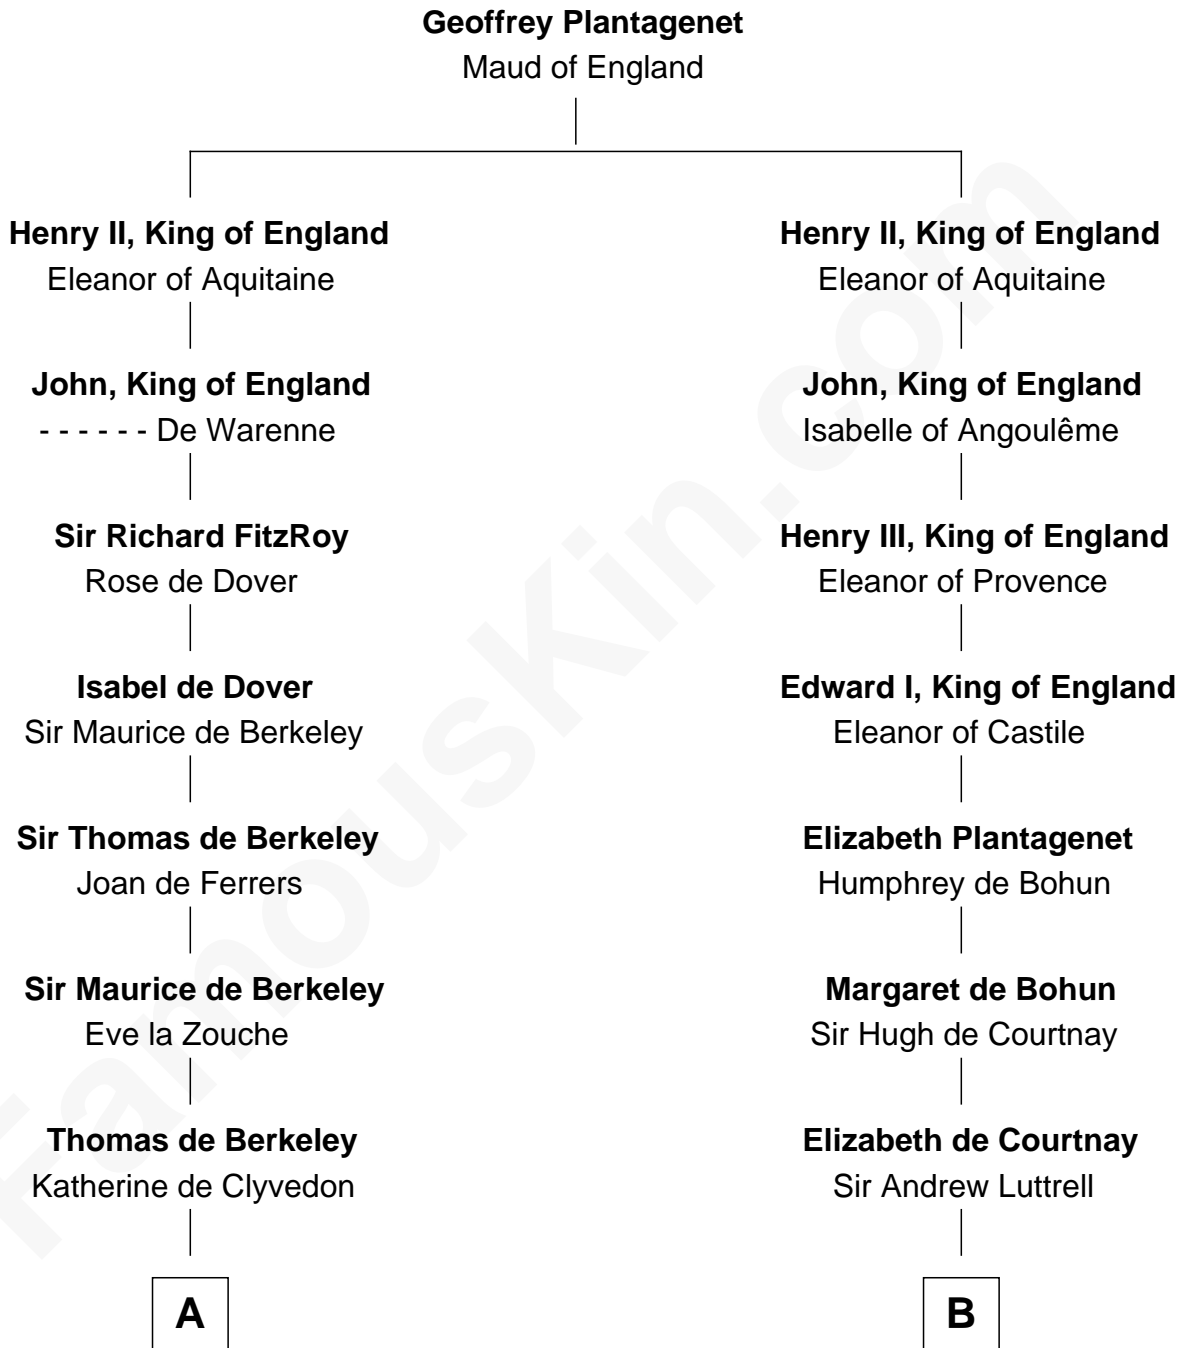 Geoffrey Plantagenet
Maud of England
Henry II, King of England
Eleanor of Aquitaine
John, King of England
- - - - - - De Warenne
Sir Richard FitzRoy
Rose de Dover
Isabel de Dover
Sir Maurice de Berkeley
Sir Thomas de Berkeley
Joan de Ferrers
Sir Maurice de Berkeley
Eve la Zouche
Thomas de Berkeley
Katherine de Clyvedon
A
Henry II, King of England
Eleanor of Aquitaine
John, King of England
Isabelle of Angoulême
Henry III, King of England
Eleanor of Provence
Edward I, King of England
Eleanor of Castile
Elizabeth Plantagenet
Humphrey de Bohun
Margaret de Bohun
Sir Hugh de Courtnay
Elizabeth de Courtnay
Sir Andrew Luttrell
B
FamousKin.com